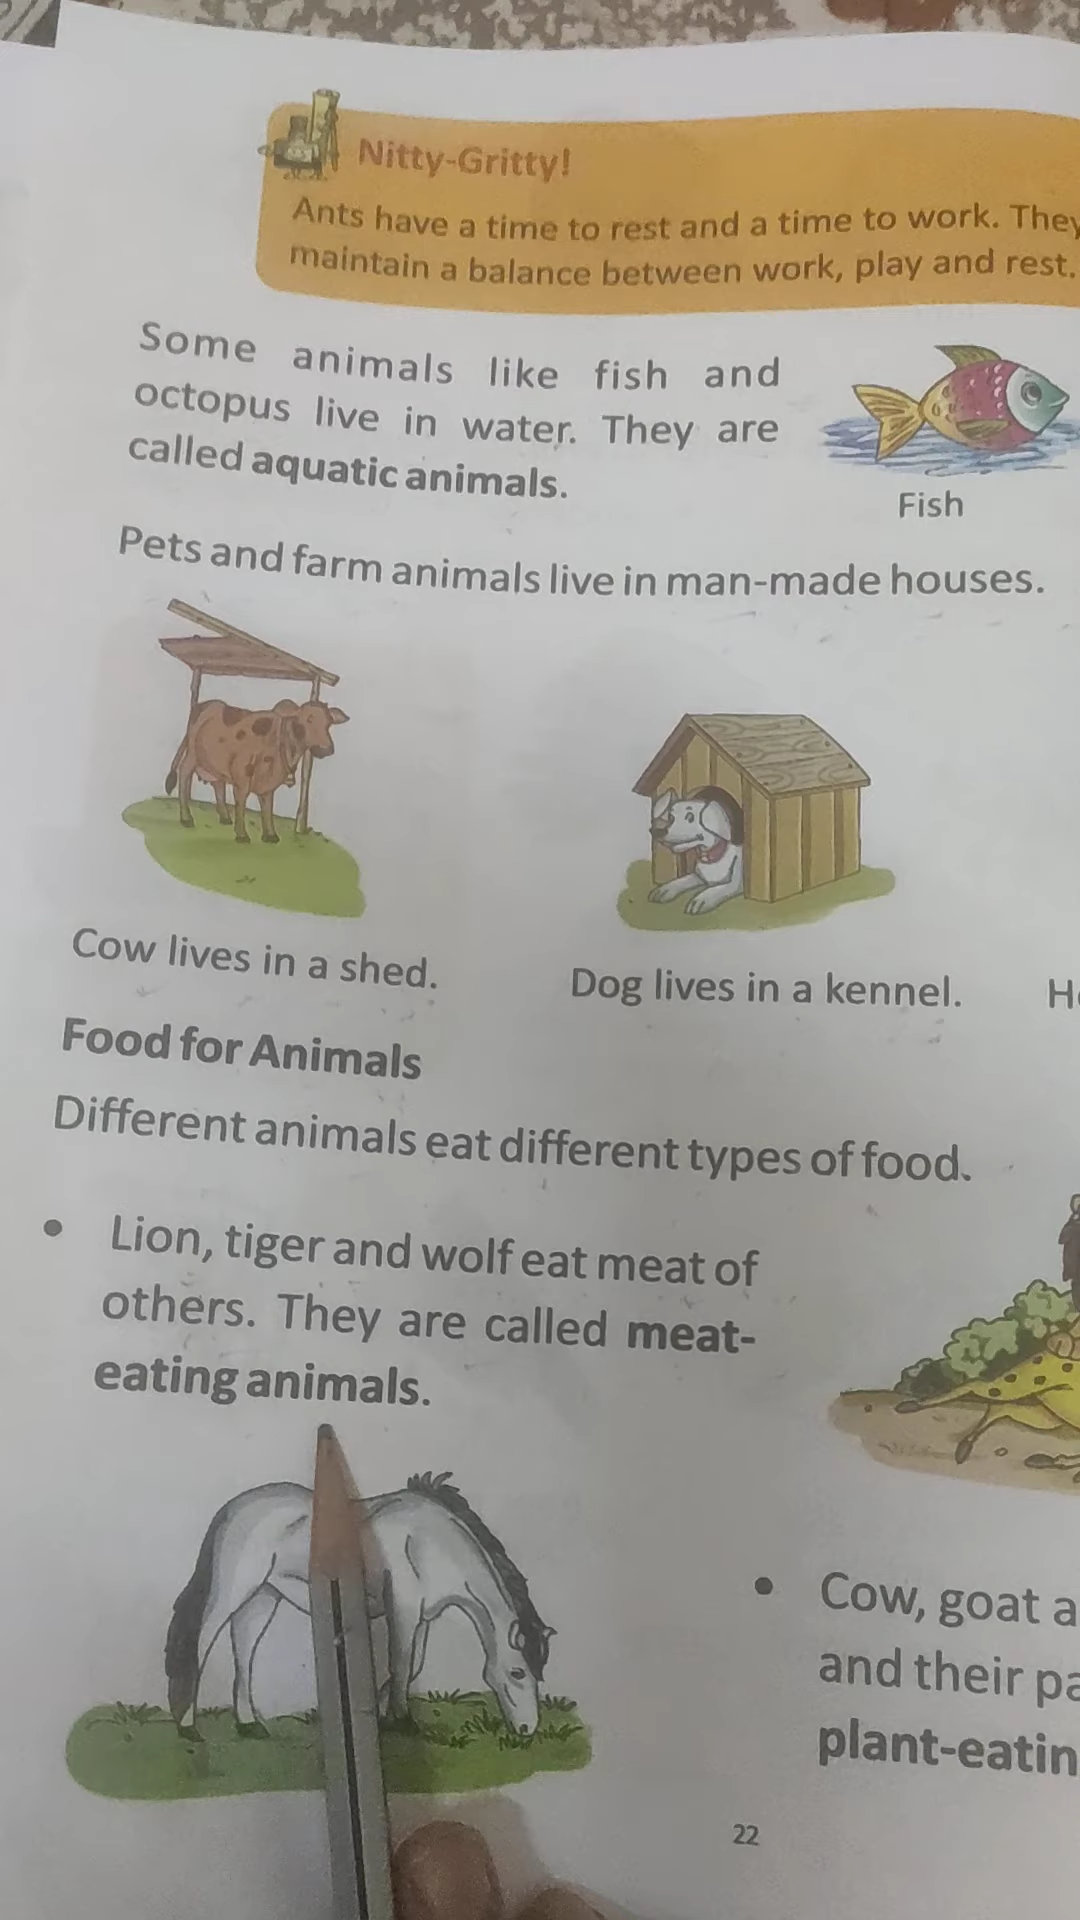 Nitty-Gritty!
Ants have a time to rest and a time to work. They
maintain a balance between work, play and rest.
Some animals like fish and
octopus live in water. They are
called aquatic animals.
Fish
Pets and farm animals live in man-made houses.
Cow lives in a shed.
Dog lives in a kennel.
Food for Animals
Different animals eat different types of food.
• Lion, tiger and wolf eat meat of
others. They are called meat-
eating animals.
• Cow, goat
and their
22